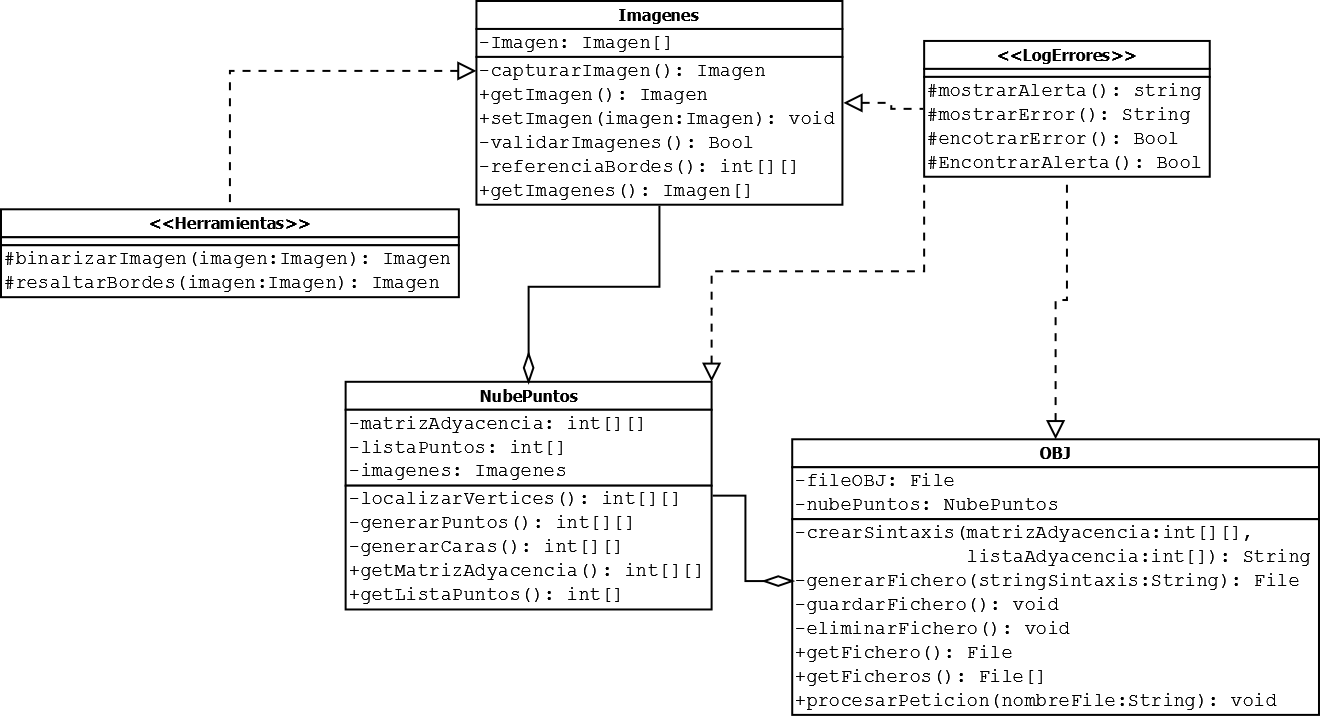 Imagenes
-Imagen: Imagen[]
-capturarImagen(): Imagen
+getImagen(): Imagen
+setImagen(imagen:Imagen): void
-validarImagenes(): Bool
-referenciaBordes(): int[][]
+getImagenes(): Imagen[]
<<LogErrores>>
#mostrarAlerta(): string
#mostrarError(): String
#encotrarError(): Bool
#EncontrarAlerta(): Bool
<<Herramientas>>
#binarizarImagen(imagen:Imagen): Imagen
#resaltarBordes(imagen:Imagen): Imagen
NubePuntos
-matrizAdyacencia: int[][]
-listaPuntos: int[]
-imagenes: Imagenes
-localizarVertices(): int[][]
-generarPuntos(): int[][]
-generarCaras(): int[][]
+getMatrizAdyacencia(): int[][]
+getListaPuntos(): int[]
OBJ
-fileOBJ: File
-nubePuntos: NubePuntos
-crearSintaxis(matrizAdyacencia:int[][],
listaAdyacencia:int[]): String
-generarFichero(stringSintaxis:String): File
-guardarFichero(): void
-eliminarFichero(): void
+getFichero(): File
+getFicheros(): File[]
+procesarPeticion(nombreFile:String): void